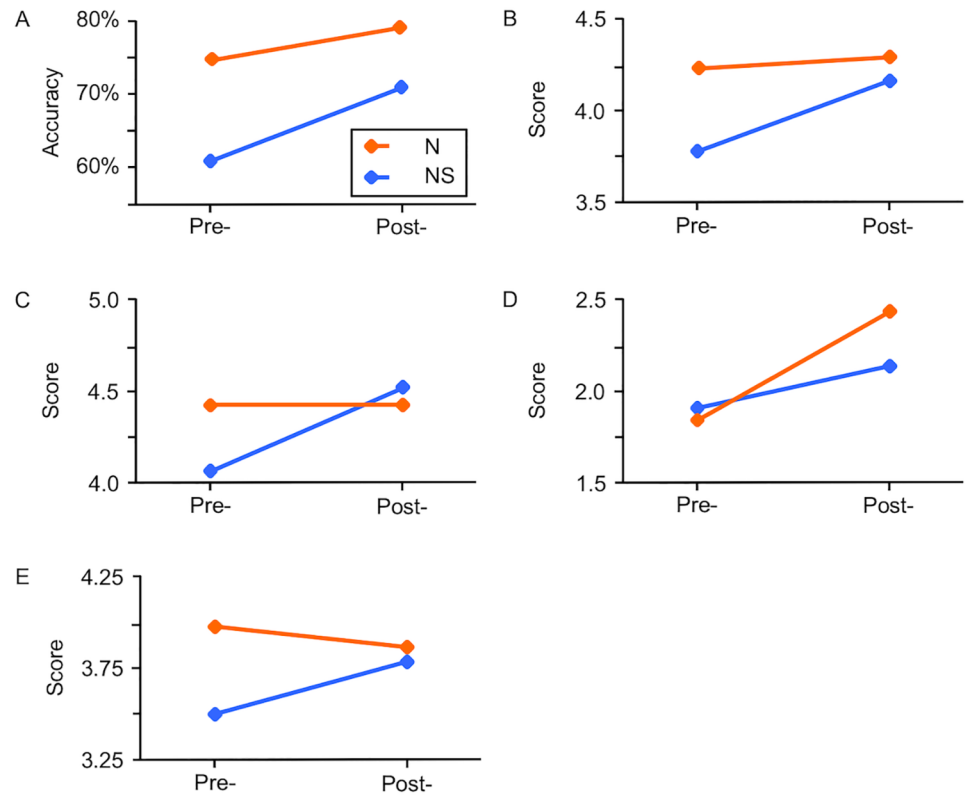 A
80%
70%
60%
Accuracy
N
NS
Pre-
Post-
B
4.5
4.0
3.5
Score
Pre-
Post-
C
5.0
4.5
4.0
Score
Pre-
Post-
D
2.5
2.0
1.5
Score
Pre-
Post-
E
4.25
3.75
3.25
Score
Pre-
Post-